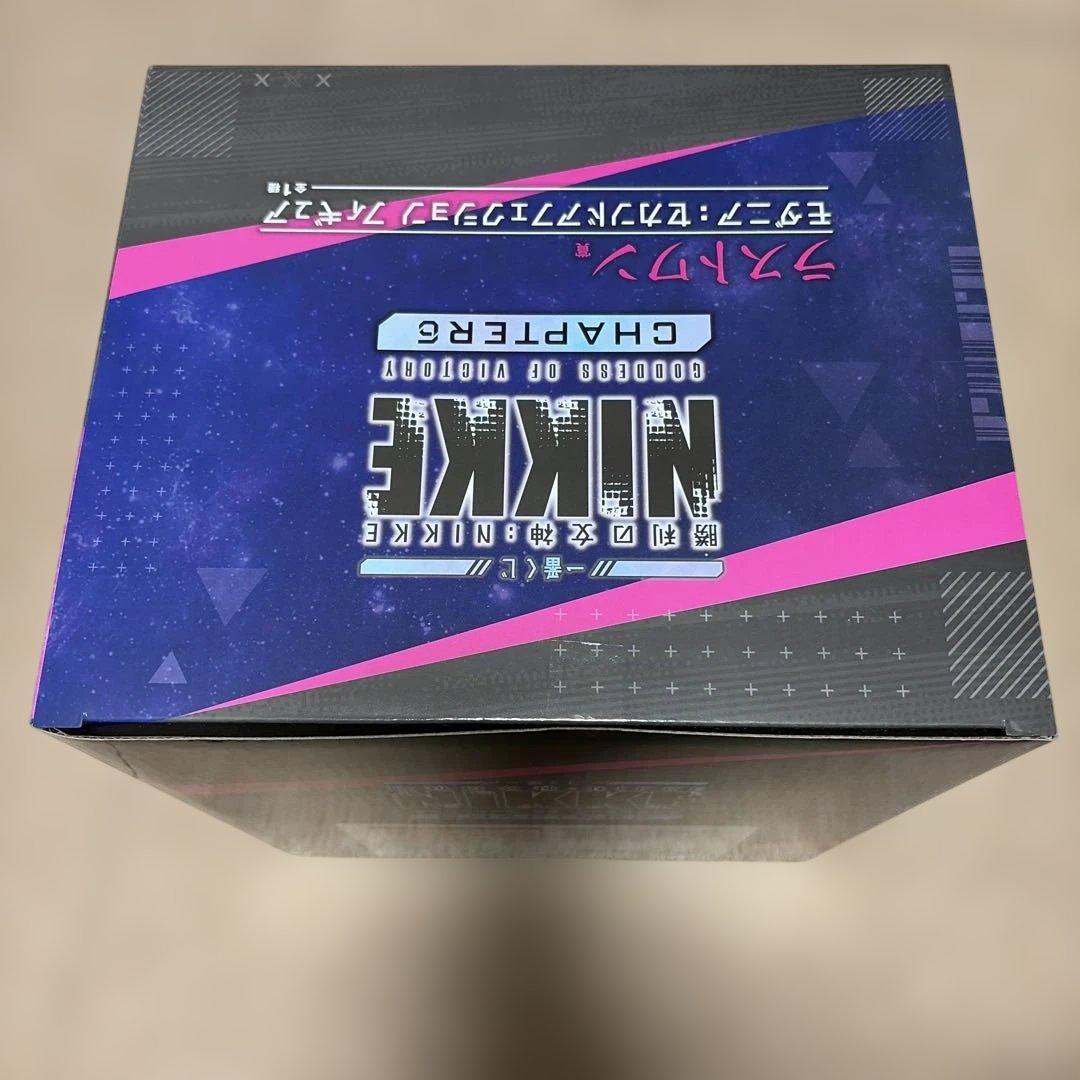 一番くじ
勝利の女神:NIKKE
NIKKE
GODDESS OF VICTORY
CHAPTER6
ラストワン賞
モダニア:セカンドアフェクション フィギュア
全1種